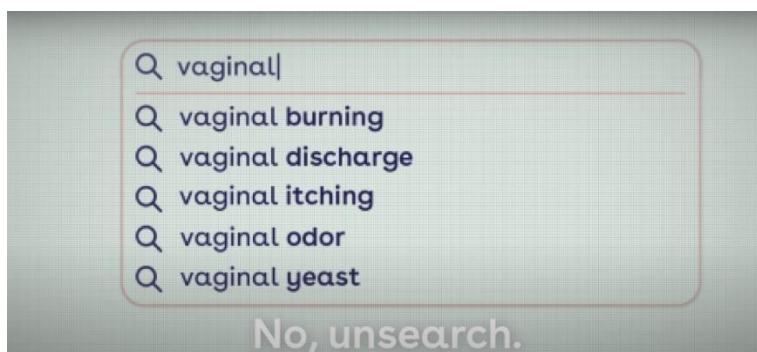 vaginal
vaginal burning
vaginal discharge
vaginal itching
vaginal odor
vaginal yeast
No, unsearch.